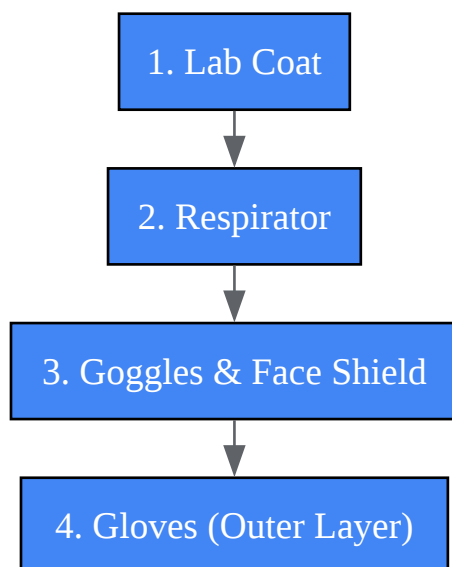 1. Lab Coat
2. Respirator
3. Goggles & Face Shield
4. Gloves (Outer Layer)